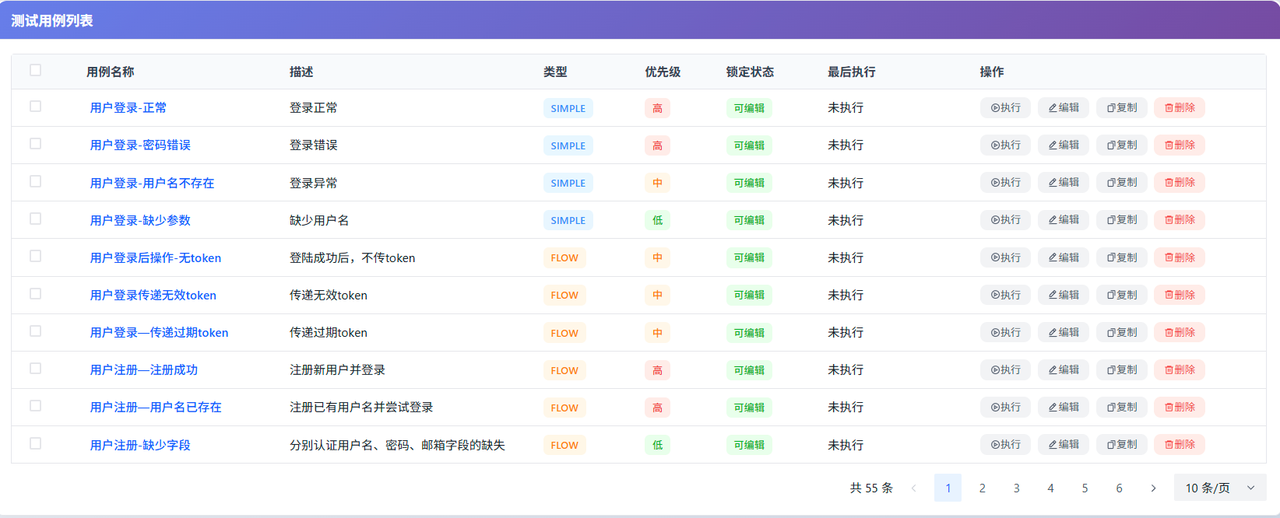 测试用例列表
用例名称 描述 类型 优先级 锁定状态 最后执行 操作
用户登录-正常 登录正常 SIMPLE 高 可编辑 未执行 执行 编辑 复制 删除
用户登录-密码错误 登录错误 SIMPLE 高 可编辑 未执行 执行 编辑 复制 删除
用户登录-用户名不存在 登录异常 SIMPLE 中 可编辑 未执行 执行 编辑 复制 删除
用户登录-缺少参数 缺少用户名 SIMPLE 低 可编辑 未执行 执行 编辑 复制 删除
用户登录后操作-无token 登陆成功后，不传token FLOW 中 可编辑 未执行 执行 编辑 复制 删除
用户登录传递无效token 传递无效token FLOW 中 可编辑 未执行 执行 编辑 复制 删除
用户登录—传递过期token 传递过期token FLOW 中 可编辑 未执行 执行 编辑 复制 删除
用户注册—注册成功 注册新用户并登录 FLOW 高 可编辑 未执行 执行 编辑 复制 删除
用户注册—用户名已存在 注册已有用户名并尝试登录 FLOW 高 可编辑 未执行 执行 编辑 复制 删除
用户注册-缺少字段 分别认证用户名、密码、邮箱字段的缺失 FLOW 低 可编辑 未执行 执行 编辑 复制 删除
共 55 条 1 2 3 4 5 6 10 条/页